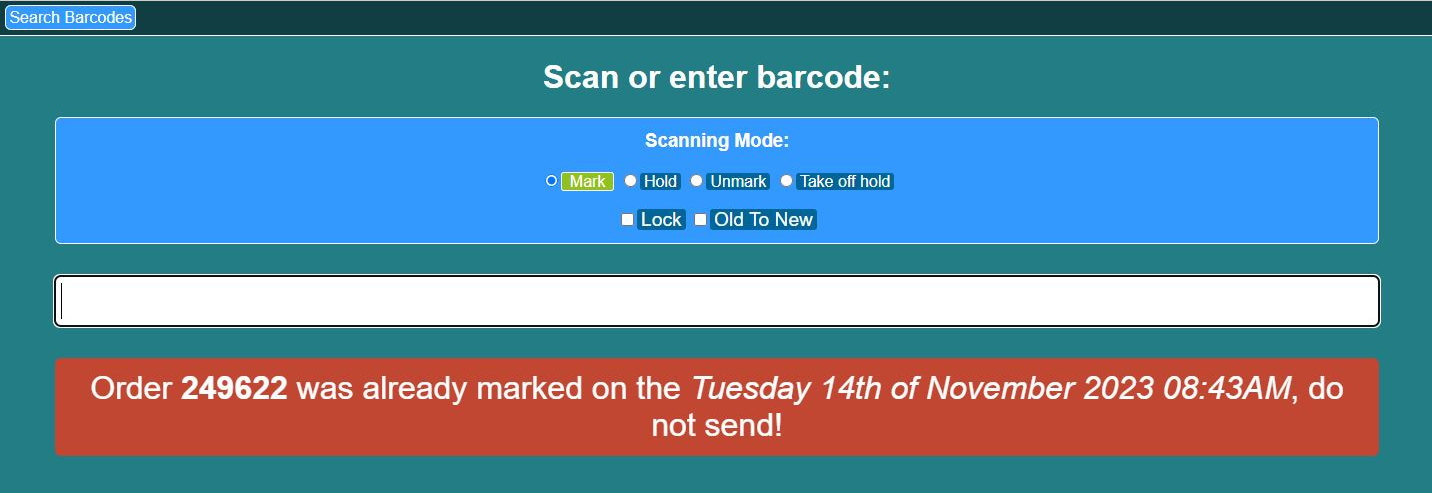 Search Barcodes
Scan or enter barcode:
Scanning Mode:
Mark Hold Unmark Take off hold
Lock Old To New
Order 249622 was already marked on the Tuesday 14th of November 2023 08:43AM, do
not send!